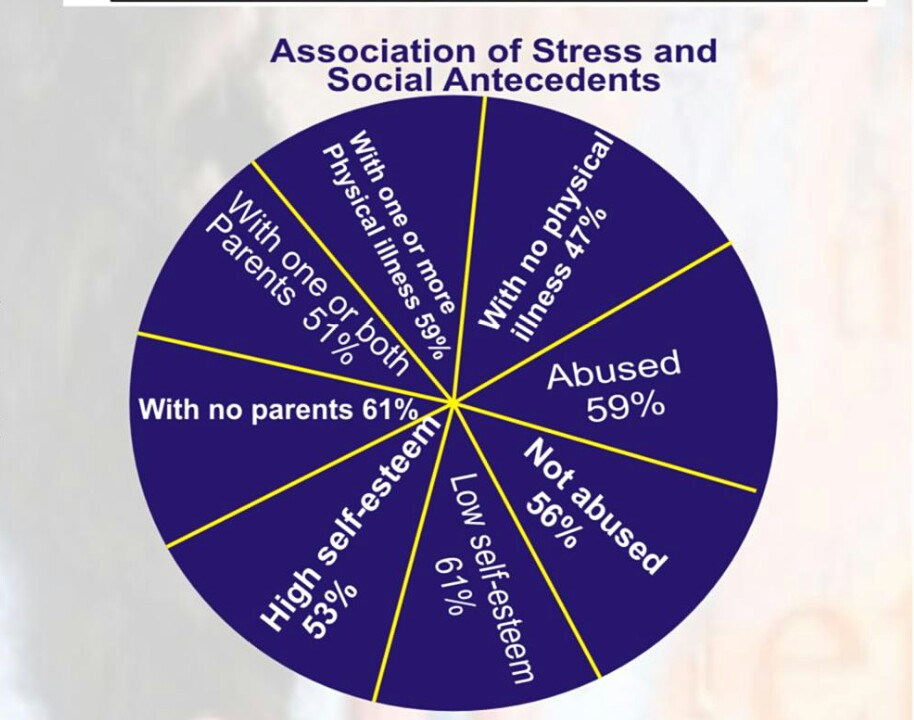 Association of Stress and
Social Antecedents
With no physical
illness 47%
Abused
59%
Not abused
56%
Low self-esteem
61%
High self-esteem
53%
With no parents 61%
With one or both
Parents 51%
With one or more
Physical illness 59%